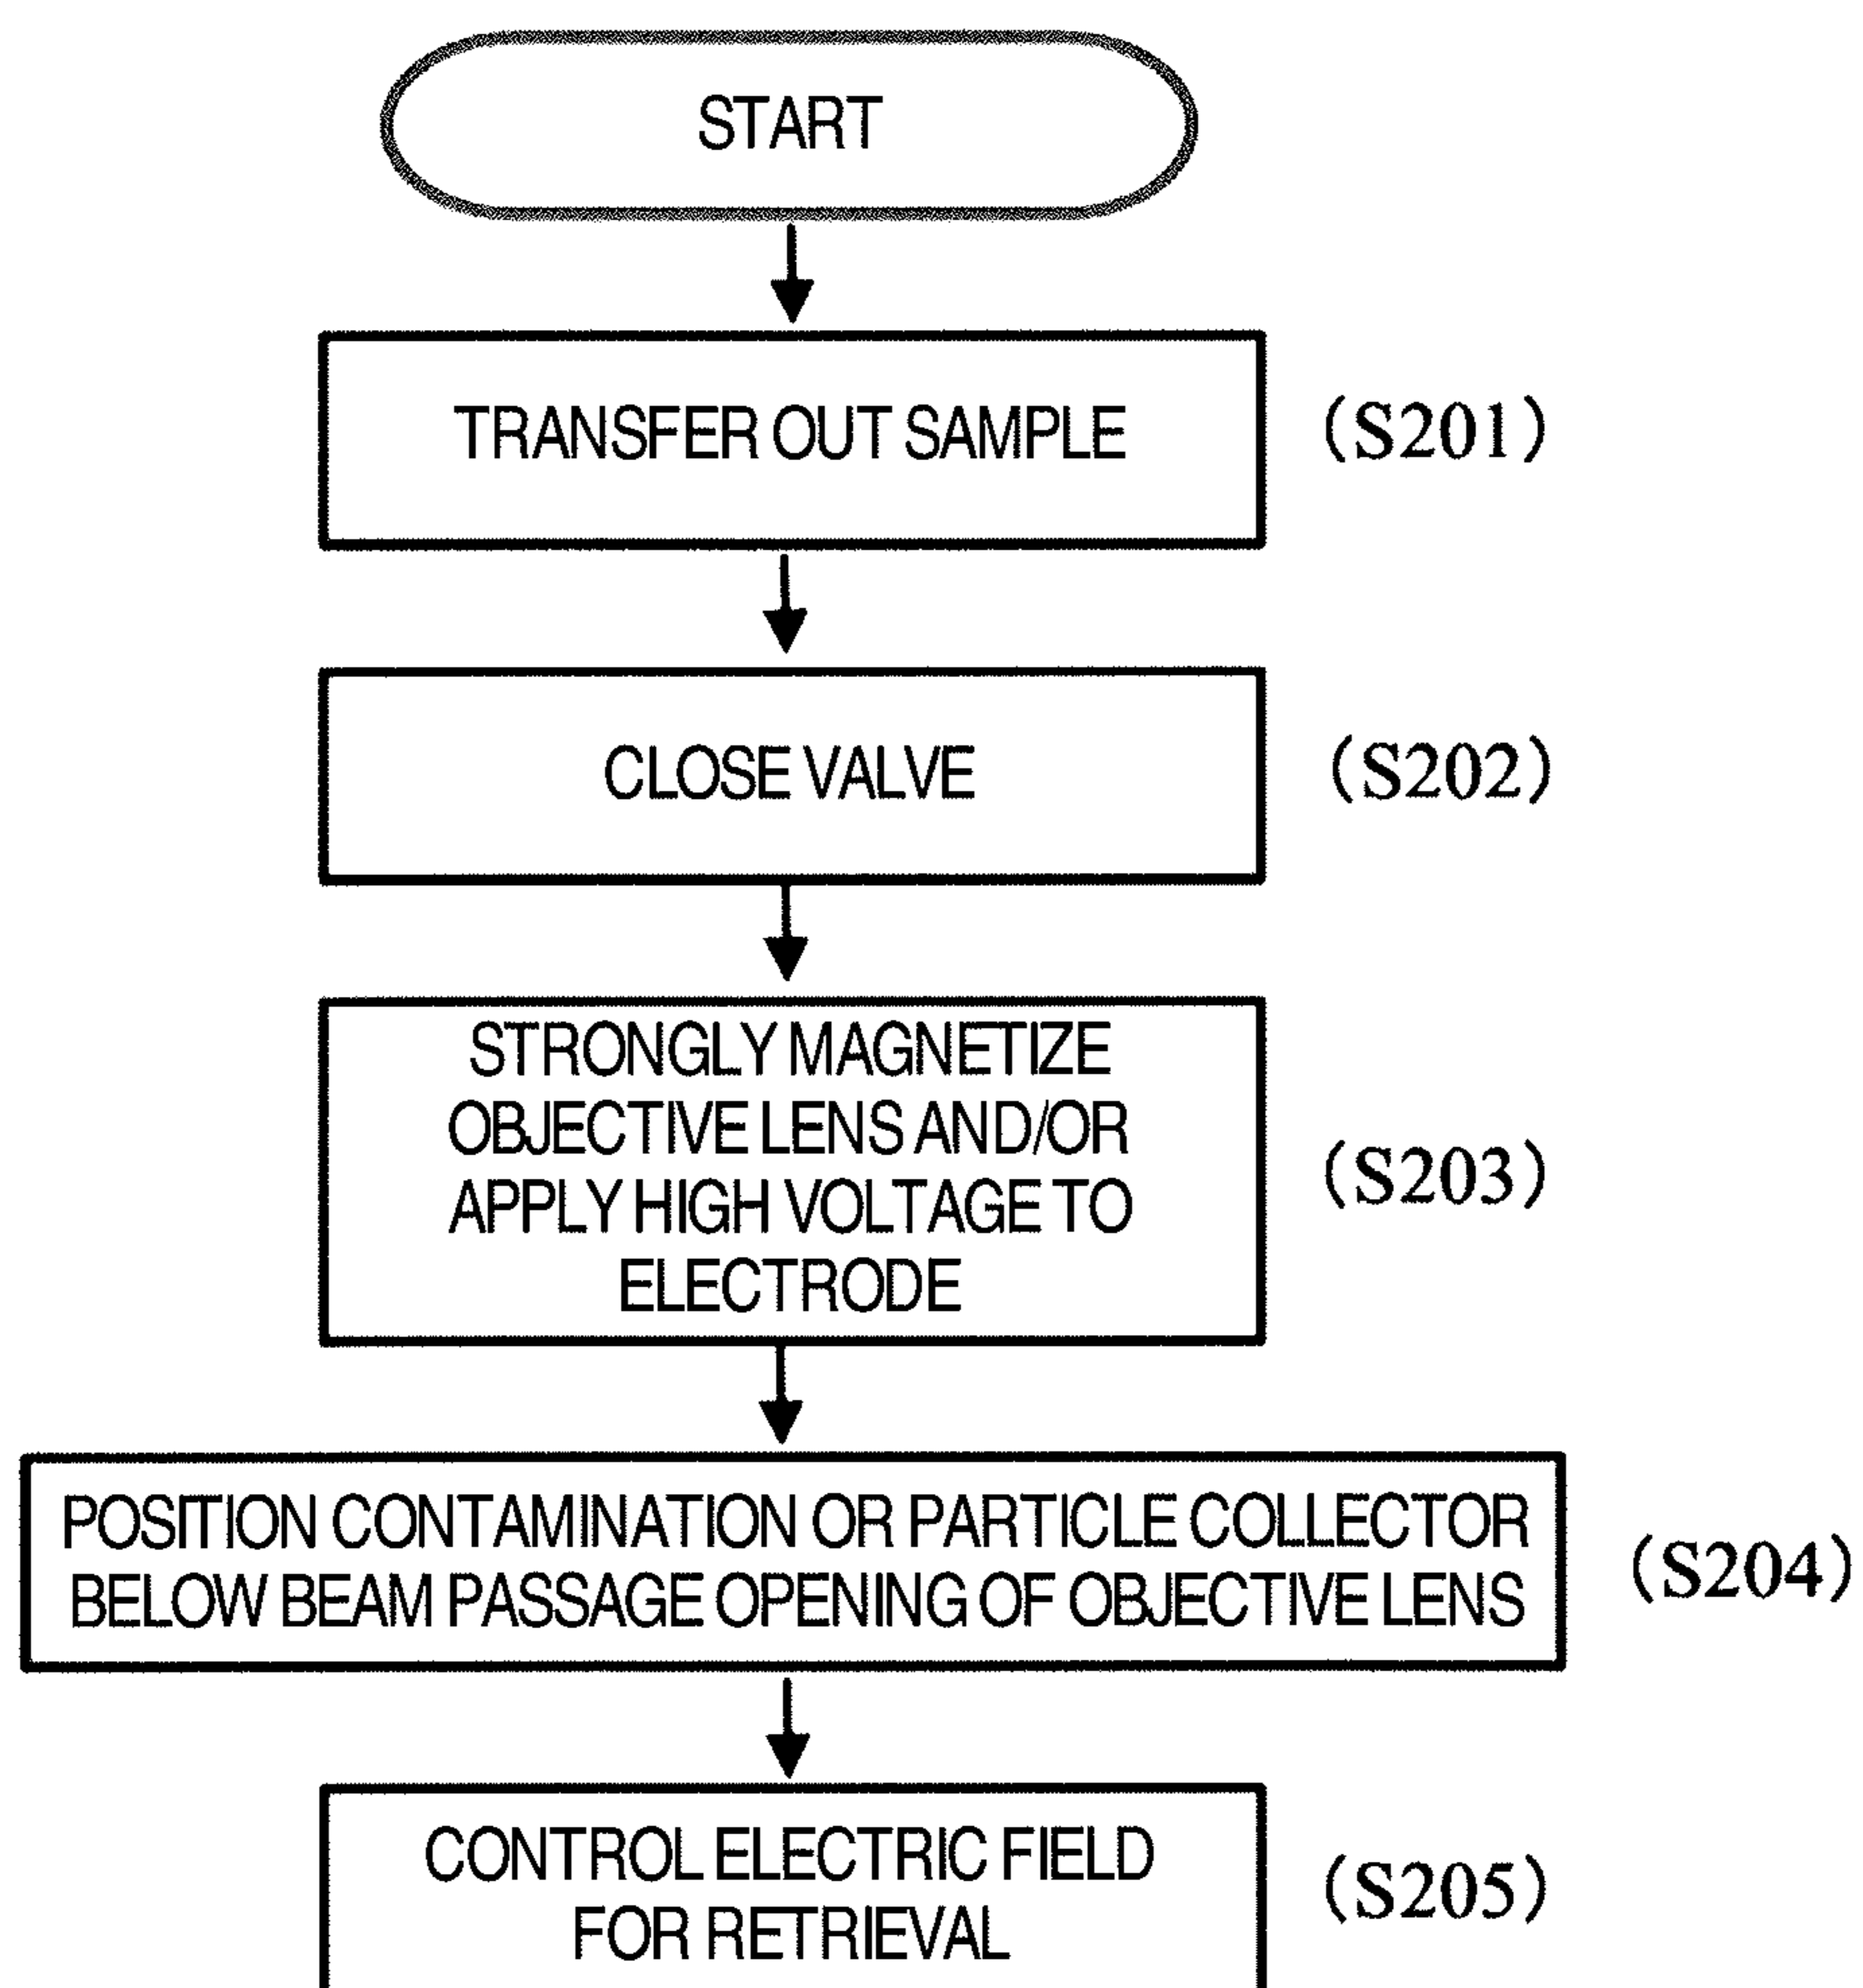 START
TRANSFER OUT SAMPLE
(S201)
CLOSE VALVE
(S202)
STRONGLY MAGNETIZE
OBJECTIVE LENS AND/OR
APPLY HIGH VOLTAGE TO
ELECTRODE
(S203)
POSITION CONTAMINATION OR PARTICLE COLLECTOR
BELOW BEAM PASSAGE OPENING OF OBJECTIVE LENS
(S204)
CONTROL ELECTRIC FIELD
FOR RETRIEVAL
(S205)